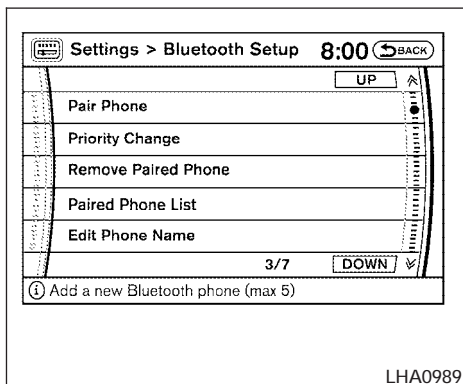 Settings > Bluetooth Setup 8:00 BACK
UP
Pair Phone
Priority Change
Remove Paired Phone
Paired Phone List
Edit Phone Name
3/7 DOWN
i Add a new Bluetooth phone (max 5)
LHA0989